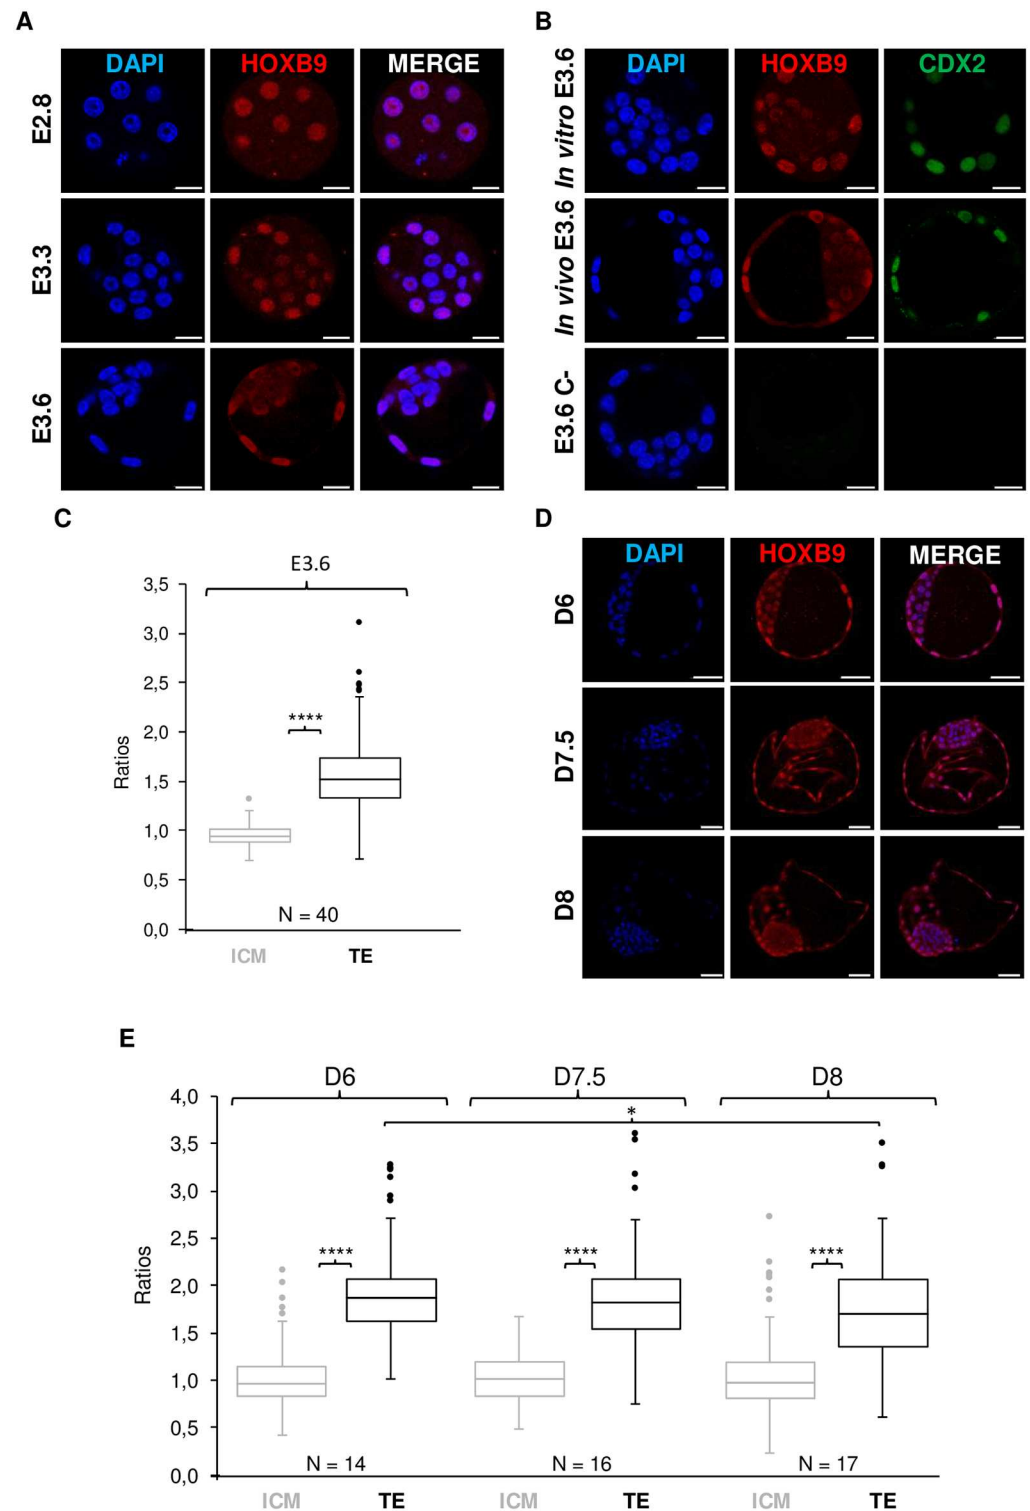 A
DAPI HOXB9 MERGE
E2.8
E3.3
E3.6
B
DAPI HOXB9 CDX2
In vitro E3.6
In vivo E3.6
E3.6 C-
C
E3.6
3,5
3,0
2,5
2,0
1,5
1,0
0,5
0,0
Ratios
****
N = 40
ICM TE
D
DAPI HOXB9 MERGE
D6
D7.5
D8
E
D6 D7.5 D8
4,0
3,5
3,0
2,5
2,0
1,5
1,0
0,5
0,0
Ratios
*
**** **** ****
N = 14 N = 16 N = 17
ICM TE ICM TE ICM TE